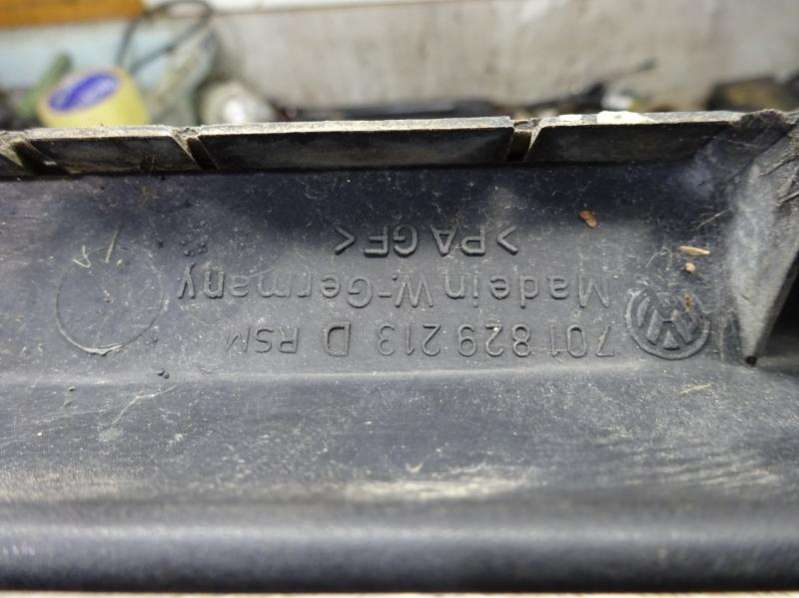 701 829 213 D RSM
Made in W.-Germany
>PA GF<